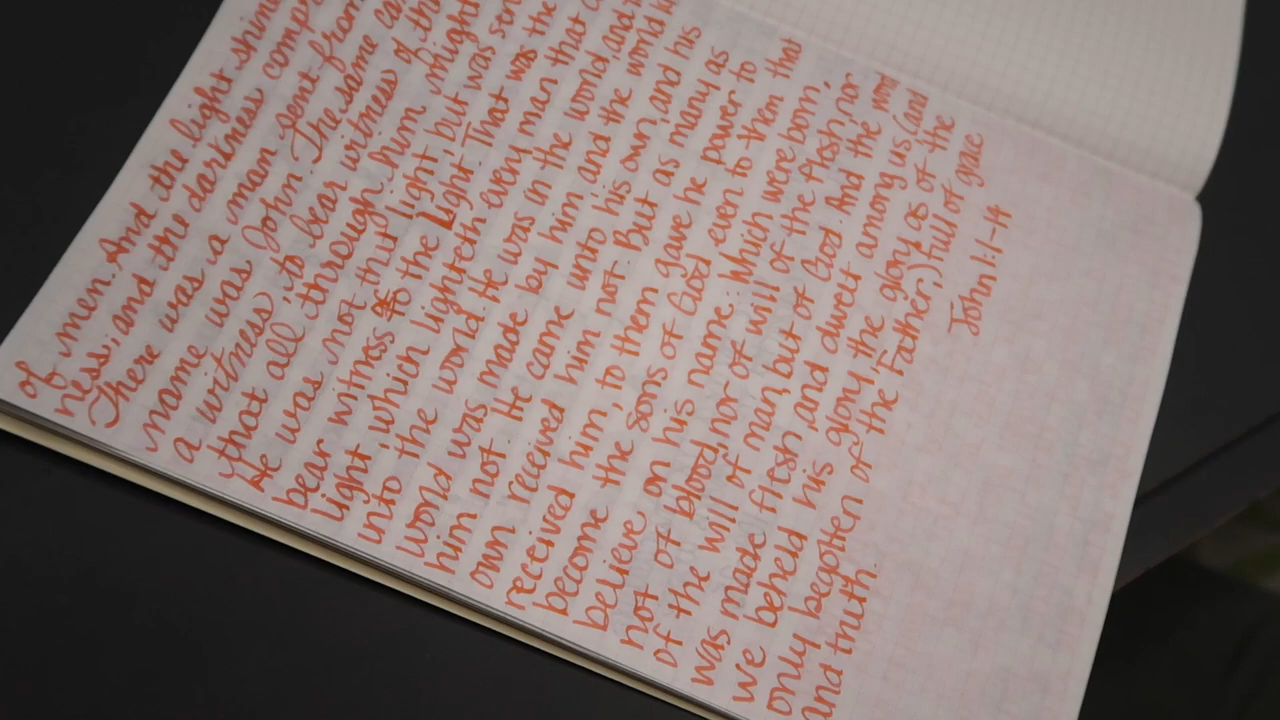 of men. And the light shine
ness; and the darkness comp
There was a man sent from
name was John. The same ca
a witness, to bear witness of th
that all through him might
He was not that light but was sen
bear witness to the Light. That was the
Light, which lighteth every man that
unto the world. He was in the world, and
world was made by him and the world
him not. He came unto his own, and his
own received him not. But as many as
received him, to them gave he power to
become the sons of God even to them that
believe on his name: Which were born,
not of blood, nor of will of the flesh, nor
of the will of man, but of God. And the word
was made flesh and dwelt among us, (and
we beheld his glory, the glory as of the
only begotten of the Father,) full of grace
and truth.
John 1:1-14